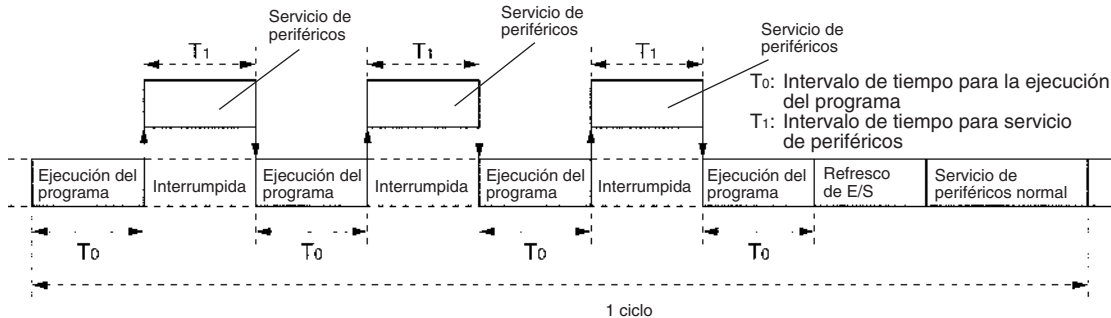 Servicio de
periféricos
Servicio de
periféricos
Servicio de
periféricos
T1
T1
T1
T0: Intervalo de tiempo para la ejecución
del programa
T1: Intervalo de tiempo para servicio
de periféricos
Ejecución del
programa
Interrumpida
Ejecución del
programa
Interrumpida
Ejecución del
programa
Interrumpida
Ejecución del
programa
Refresco
de E/S
Servicio de
periféricos normal
T0
T0
T0
T0
1 ciclo